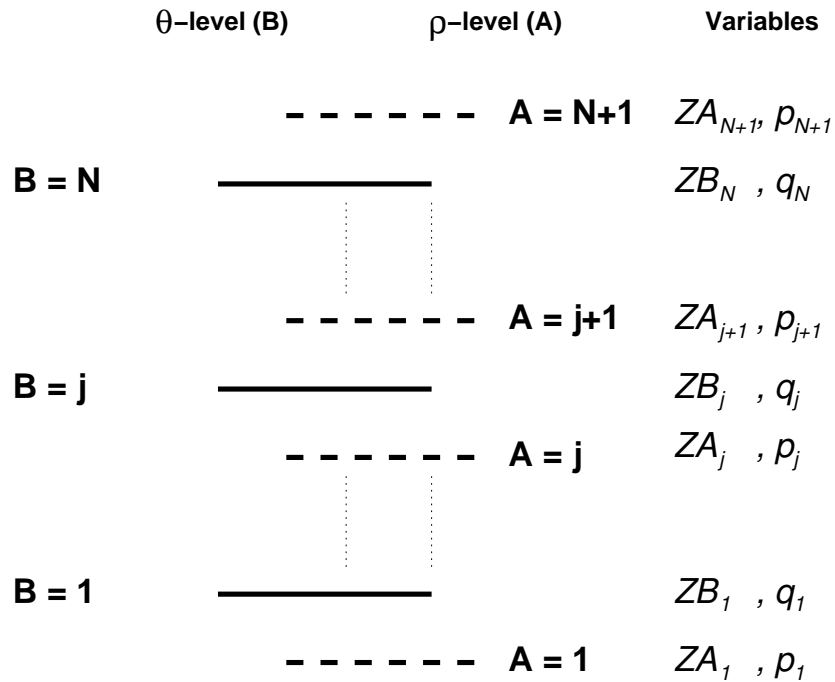 θ–level (B) ρ–level (A) Variables
A = N+1 ZA_{N+1}, p_{N+1}
B = N ZB_N , q_N
A = j+1 ZA_{j+1}, p_{j+1}
B = j ZB_j , q_j
A = j ZA_j , p_j
B = 1 ZB_1 , q_1
A = 1 ZA_1 , p_1